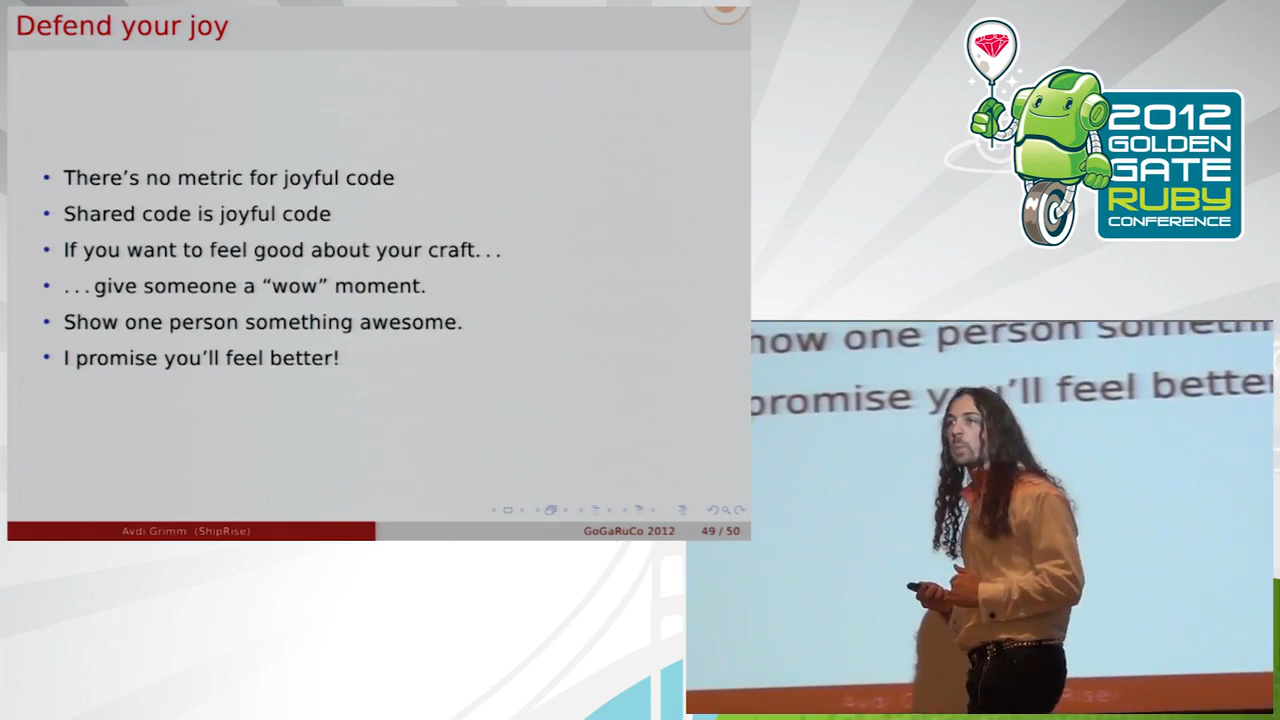 Defend your joy
• There's no metric for joyful code
• Shared code is joyful code
• If you want to feel good about your craft...
• ...give someone a “wow” moment.
• Show one person something awesome.
• I promise you'll feel better!
Avdi Grimm (ShipRise)
GoGaRuCo 2012
49 / 50
2012
GOLDEN
GATE
RUBY
CONFERENCE
how one person somethi
promise you'll feel better